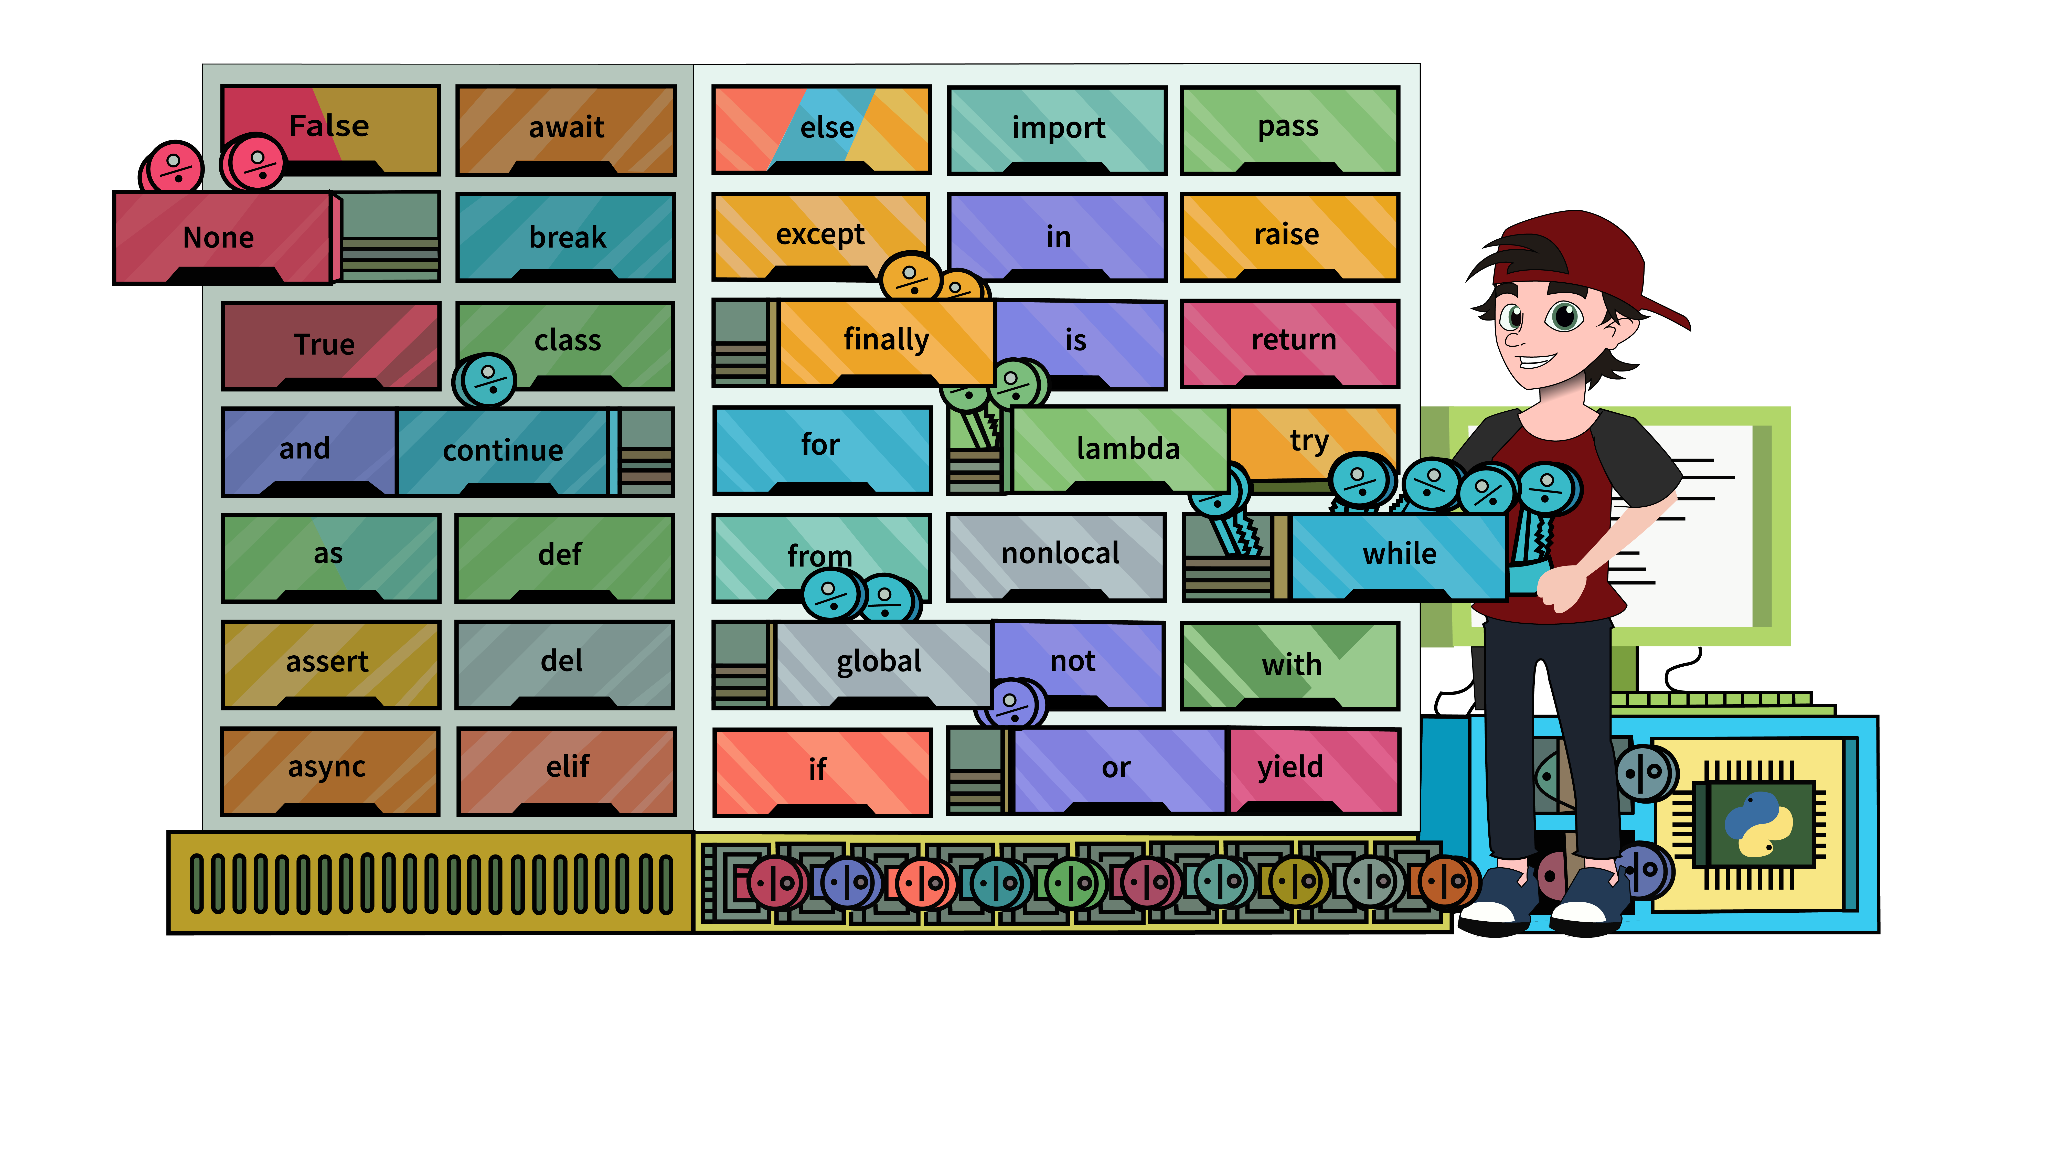 False
await
else
import
pass
None
break
except
in
raise
True
class
finally
is
return
and
continue
for
lambda
try
as
def
from
nonlocal
while
assert
del
global
not
with
async
elif
if
or
yield